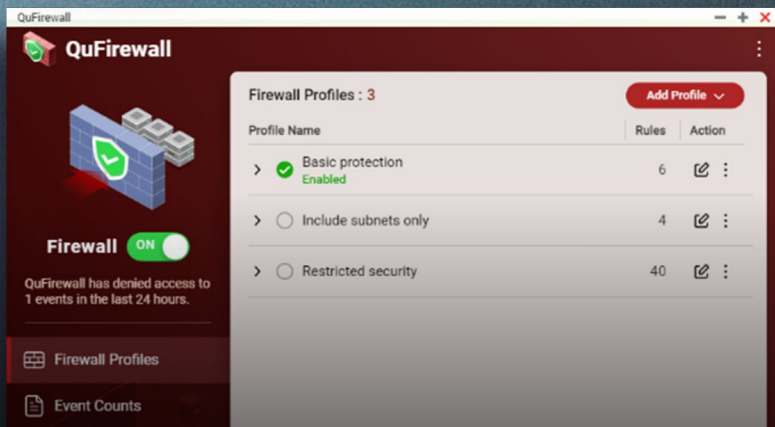 QuFirewall
QuFirewall
Firewall Profiles : 3
Add Profile
Profile Name
Rules
Action
Basic protection
Enabled
6
Include subnets only
4
Restricted security
40
Firewall
ON
QuFirewall has denied access to
1 events in the last 24 hours.
Firewall Profiles
Event Counts